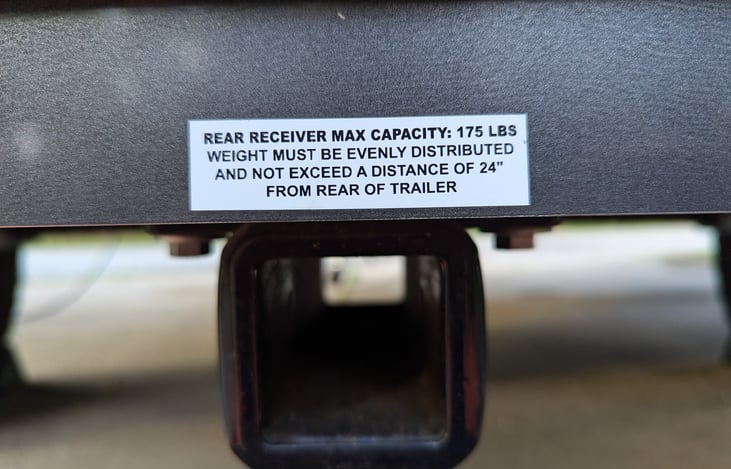 REAR RECEIVER MAX CAPACITY: 175 LBS
WEIGHT MUST BE EVENLY DISTRIBUTED
AND NOT EXCEED A DISTANCE OF 24”
FROM REAR OF TRAILER